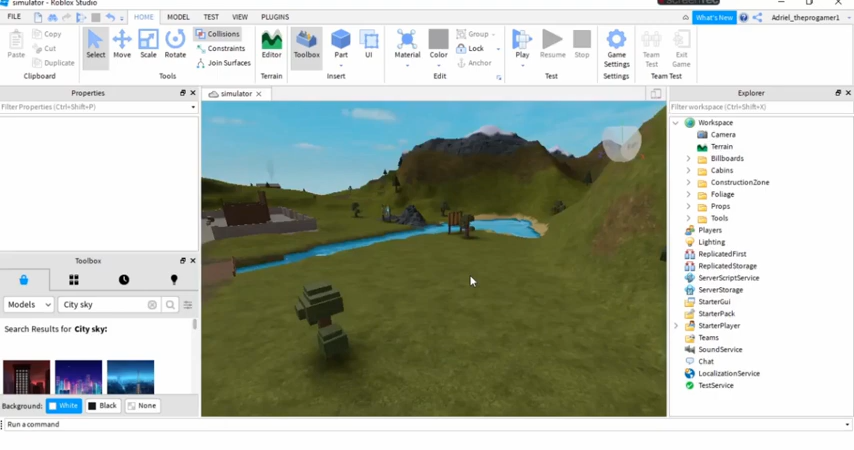 simulator - Roblox Studio
FILE HOME MODEL TEST VIEW PLUGINS What's New Adriel_theprogamer1
Paste Copy Cut Duplicate
Select Move Scale Rotate
Collisions
Constraints
Join Surfaces
Editor Toolbox Part UI Material Color
Group
Lock
Anchor
Play Resume Stop Game Settings Team Test Exit Game
Clipboard Tools Terrain Insert Edit Test Settings Team Test
Properties
Filter Properties (Ctrl+Shift+P)
simulator
Explorer
Filter workspace (Ctrl+Shift+X)
Workspace
Camera
Terrain
Billboards
Cabins
ConstructionZone
Foliage
Props
Tools
Players
Lighting
ReplicatedFirst
ReplicatedStorage
ServerScriptService
ServerStorage
StarterGui
StarterPack
StarterPlayer
Teams
SoundService
Chat
LocalizationService
TestService
Toolbox
Models City sky
Search Results for City sky:
Background: White Black None
Run a command